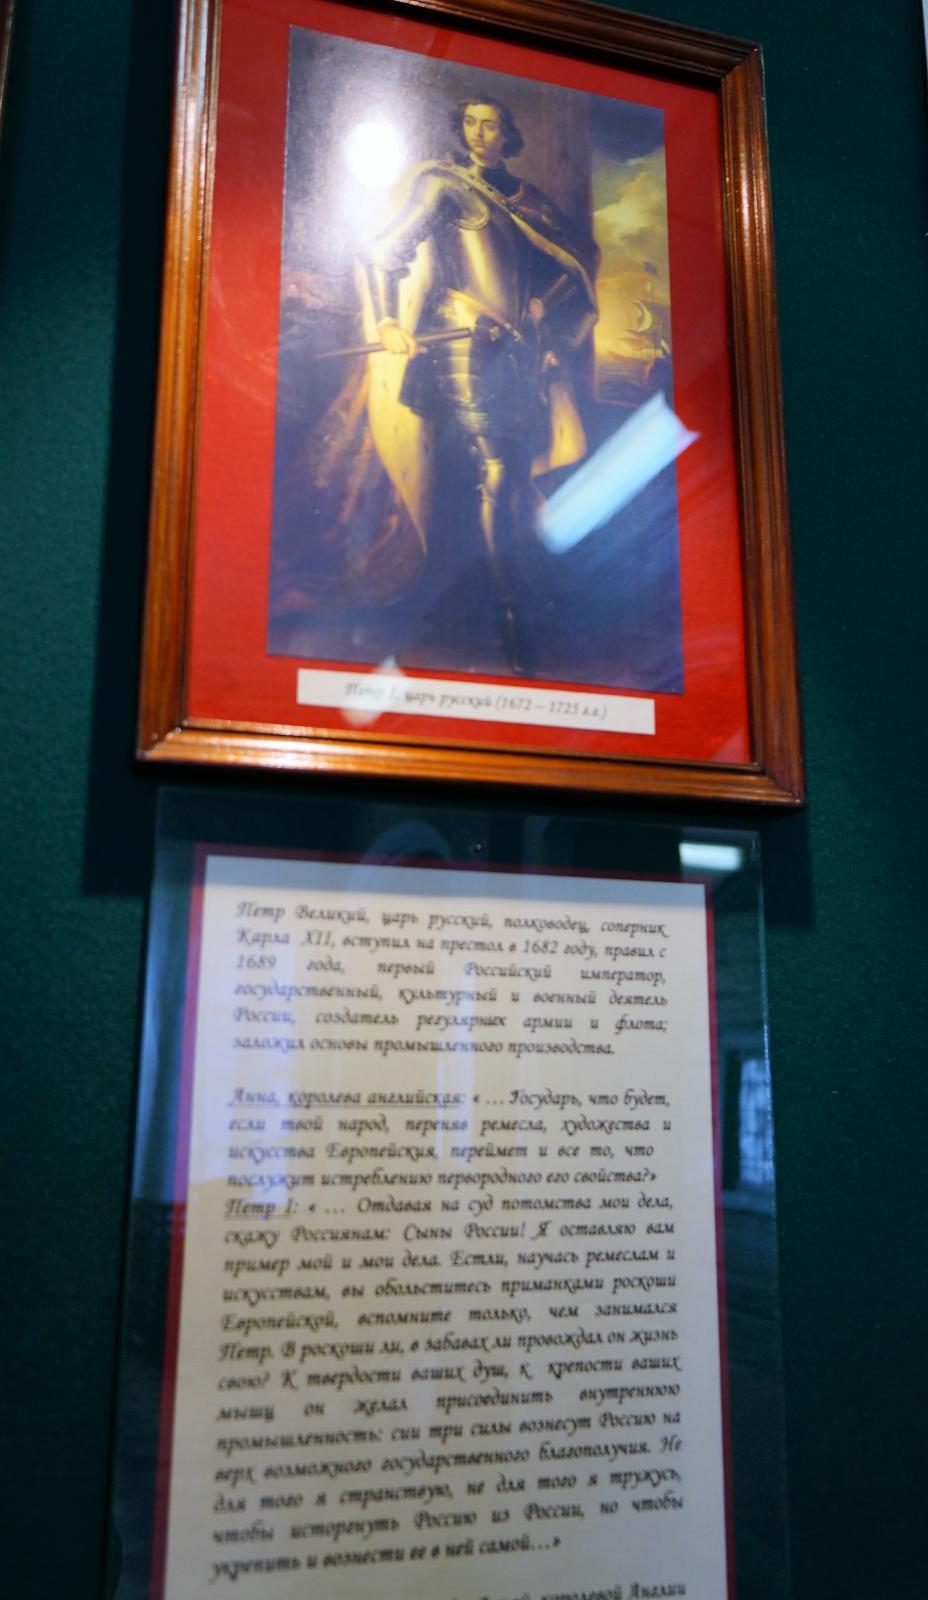 Петр I, царь русский (1672 – 1725 г.г.)
Петр Великий, царь русский, полководец, соперник
Карла XII, вступил на престол в 1682 году, правил с
1689 года, первый Российский император,
государственный, культурный и военный деятель
России, создатель регулярных армии и флота;
заложил основы промышленного производства.
Анна, королева английская: « ... Государь, что будет,
если твой народ, переняв ремесла, художества и
искусства Европейския, переймет и все то, что
послужит истреблению первородного его свойства?»
Петр I: « ... Отдавая на суд потомства мои дела,
скажу Россиянам: Сыны России! Я оставляю вам
пример мой и мои дела. Естли, научась ремеслам и
искусствам, вы обольститесь приманками роскоши
Европейской, вспомните только, чем занимался
Петр. В роскоши ли, в забавах ли провождал он жизнь
свою? К твердости ваших душ, к крепости ваших
мышц он желал присоединить внутреннюю
промышленность: сии три силы вознесут Россию на
верх возможного государственного благополучия. Не
для того я странствую, не для того я тружусь,
чтобы исторгнуть Россию из России, но чтобы
укрепить и вознести ее в ней самой...»
королевой Англии